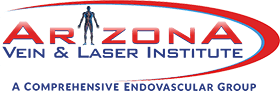 ARIZONA
VEIN & LASER INSTITUTE
A COMPREHENSIVE ENDOVASCULAR GROUP